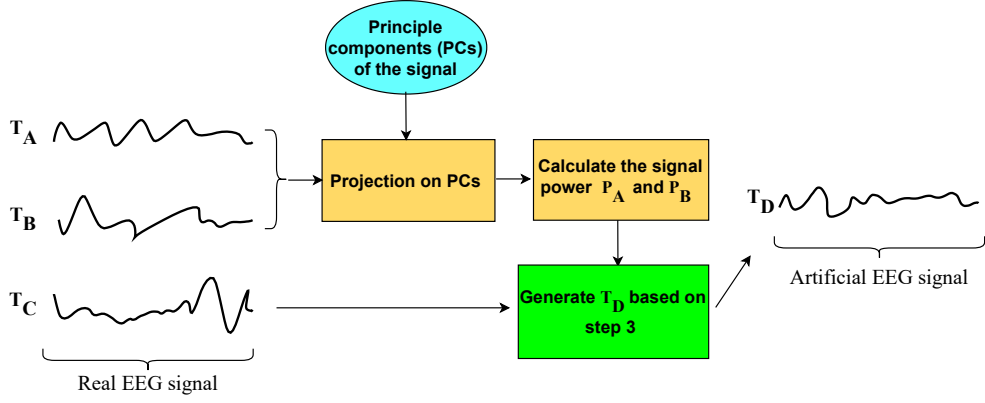 Principle
components (PCs)
of the signal
T_A
Projection on PCs
Calculate the signal
power P_A and P_B
T_B
T_D
Artificial EEG signal
T_C
Generate T_D based on
step 3
Real EEG signal